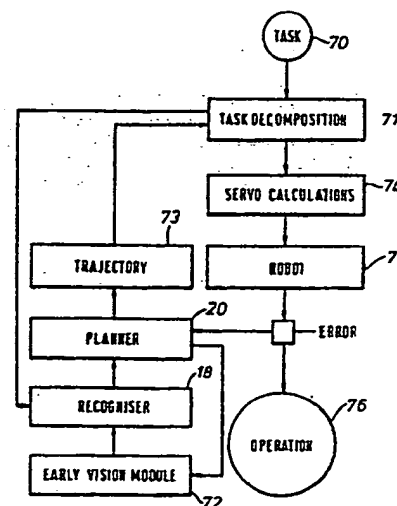 TASK
70
TASK DECOMPOSITION
71
SERVO CALCULATIONS
73
TRAJECTORY
ROBOT
20
PLANNER
ERROR
18
RECOGNISER
76
OPERATION
EARLY VISION MODULE
72